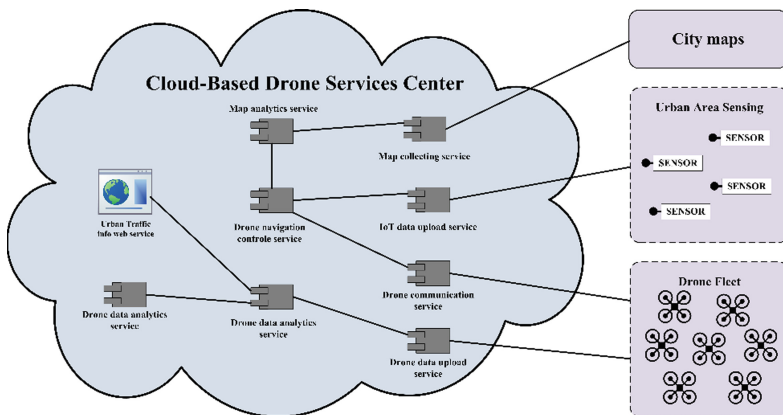 Cloud-Based Drone Services Center
City maps
Map analytics service
Map collecting service
Urban Area Sensing
SENSOR
SENSOR
SENSOR
SENSOR
Urban Traffic
info web service
Drone navigation
controle service
IoT data upload service
Drone communication
service
Drone Fleet
Drone data analytics
service
Drone data analytics
service
Drone data upload
service